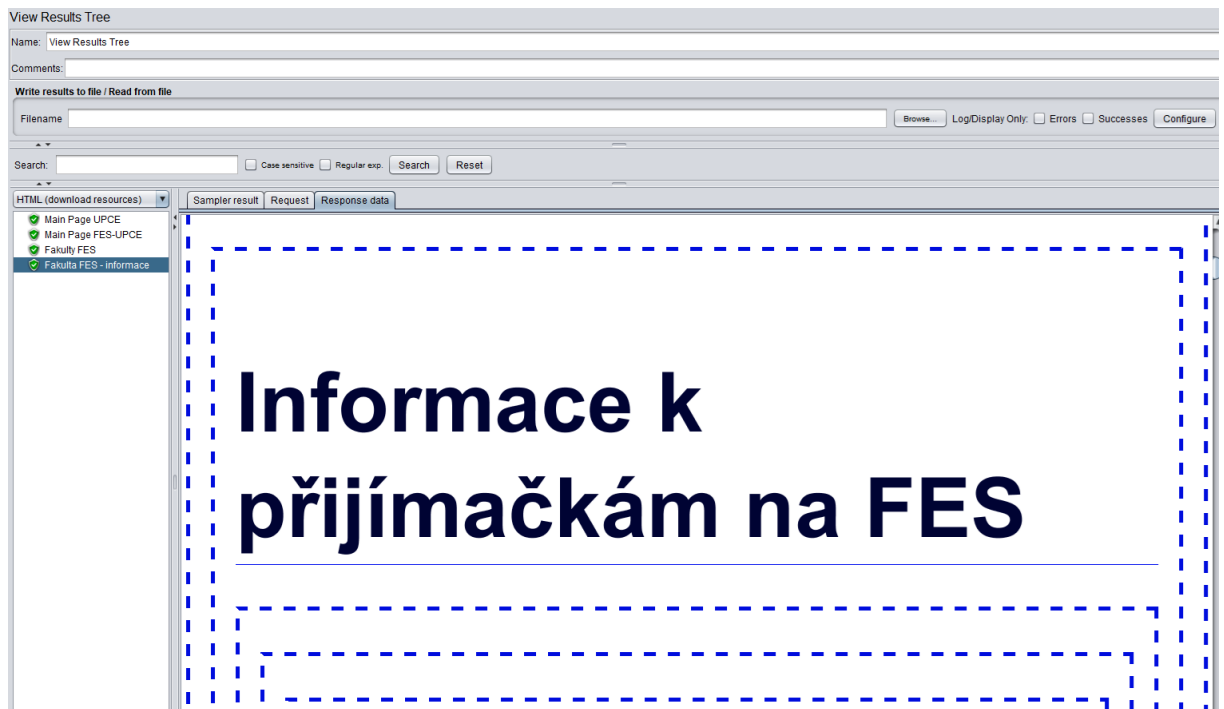 View Results Tree
Name: View Results Tree
Comments:
Write results to file / Read from file
Filename Browse... Log/Display Only: Errors Successes Configure
Search: Case sensitive Regular exp. Search Reset
HTML (download resources) Sampler result Request Response data
Main Page UPCE
Main Page FES-UPCE
Fakulty FES
Fakulta FES - informace
Informace k
přijímačkám na FES